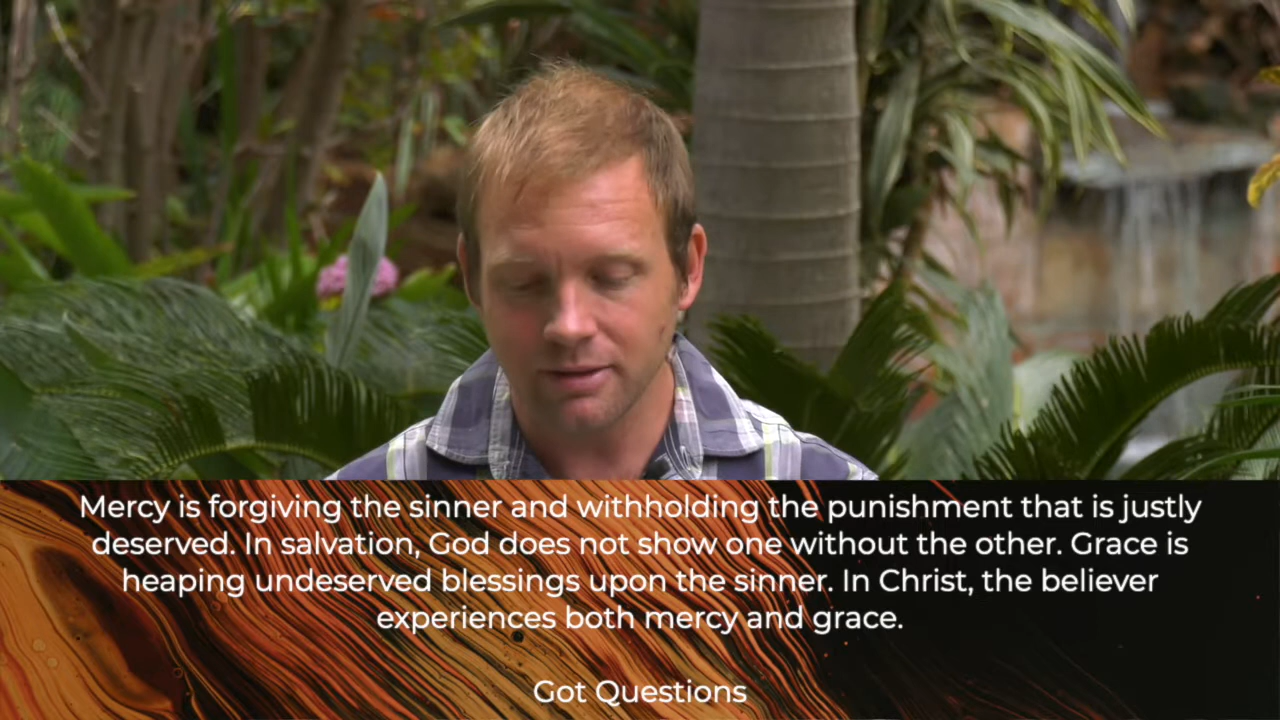 Mercy is forgiving the sinner and withholding the punishment that is justly
deserved. In salvation, God does not show one without the other. Grace is
heaping undeserved blessings upon the sinner. In Christ, the believer
experiences both mercy and grace.
Got Questions